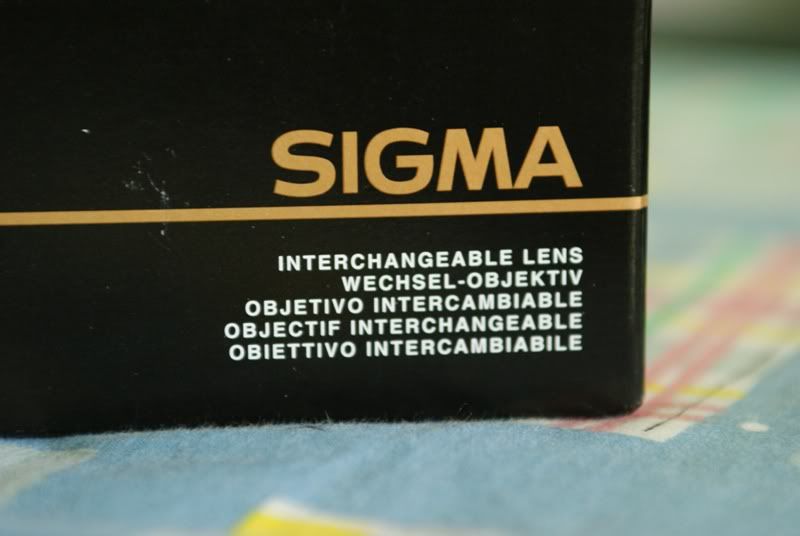 SIGMA
INTERCHANGEABLE LENS
WECHSEL-OBJEKTIV
OBJETIVO INTERCAMBIABLE
OBJECTIF INTERCHANGEABLE
OBIETTIVO INTERCAMBIABILE